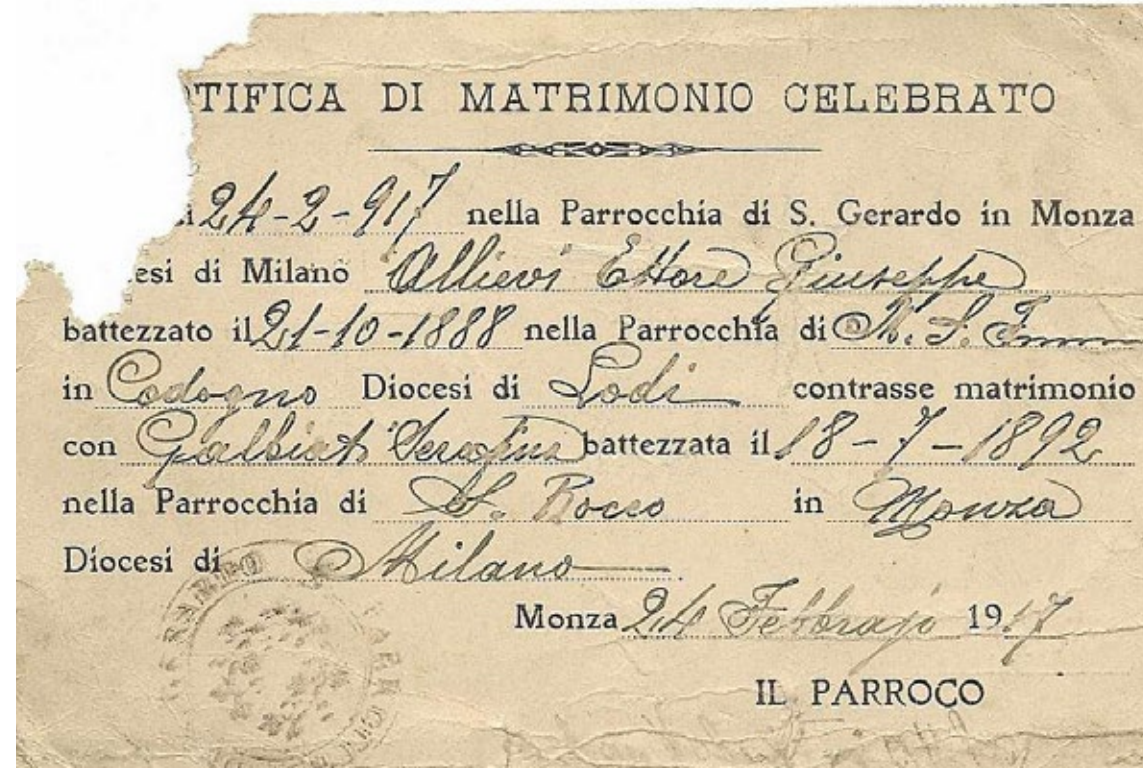 TIFICA DI MATRIMONIO CELEBRATO
24-2-917 nella Parrocchia di S. Gerardo in Monza
esi di Milano Allievi Ettore Giuseppe
battezzato il 21-10-1888 nella Parrocchia di
in Codogno Diocesi di Lodi contrasse matrimonio
con Galbiati Serafina battezzata il 18-7-1892
nella Parrocchia di S. Rocco in Monza
Diocesi di Milano
Monza 24 Febbrajo 1917
IL PARROCO